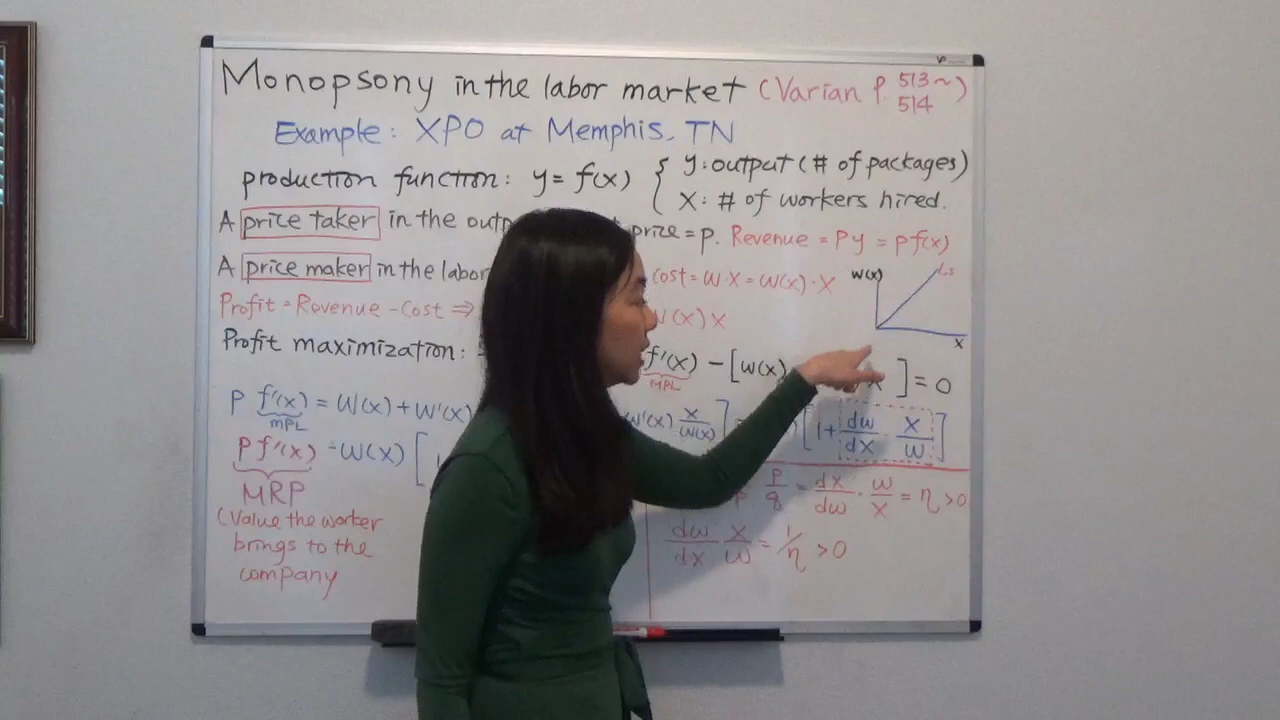 Monopsony in the labor market (Varian P. 513~514)
Example: XPO at Memphis, TN
production function: y = f(x) { y: output (# of packages)
x: # of workers hired.
A price taker in the outp price = p. Revenue = Py = pf(x)
A price maker in the labor cost = w x = w(x)·x
w(x) Ls
x
Profit = Revenue - Cost ⇒ w(x) x
Profit maximization: f'(x) - [w(x) x ] = 0
MPL
P f'(x) = w(x) + w'(x) w'(x) x/w(x) ] [1 + dw/dx x/w ]
MPL
P f'(x) = w(x) [ 1
MRP
(Value the worker
brings to the
company
P/q = dx/dw · w/x = η > 0
dw/dx x/w = 1/η > 0